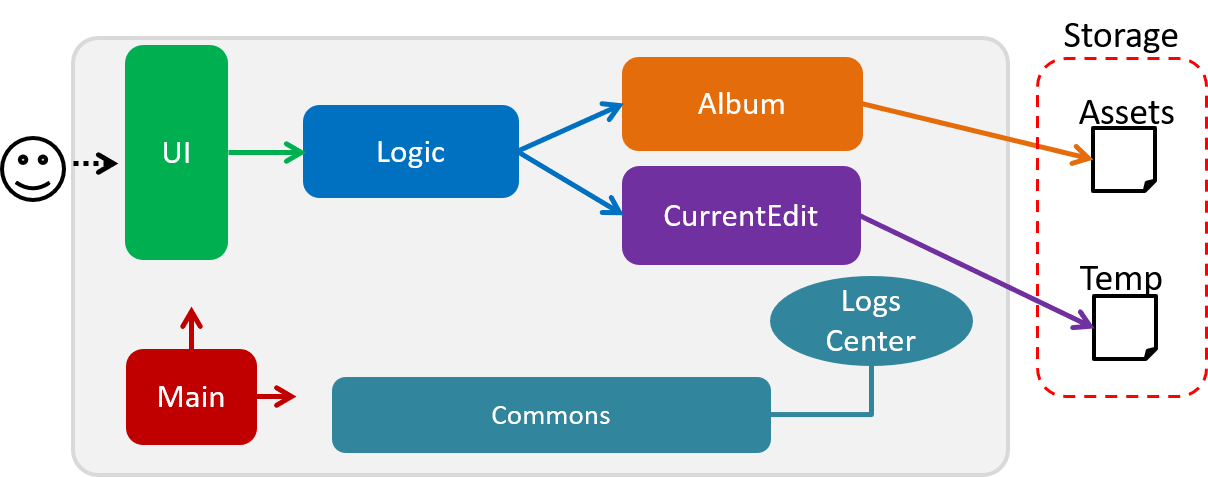 Storage
Assets
Album
UI
Logic
CurrentEdit
Temp
Logs
Center
Main
Commons